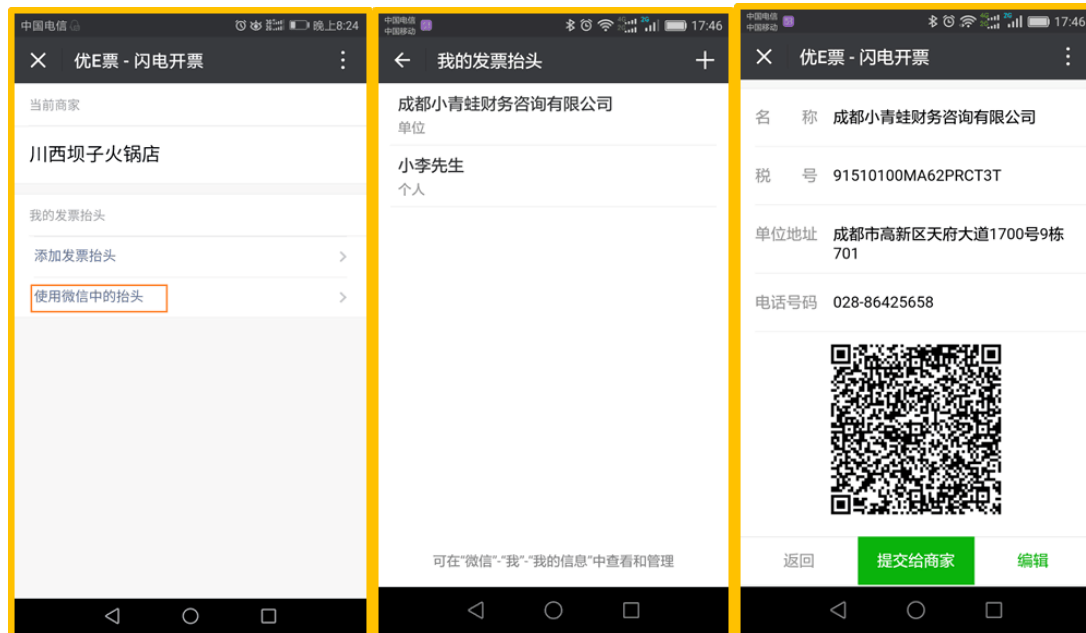 中国电信
晚上8:24
优E票 - 闪电开票
当前商家
川西坝子火锅店
我的发票抬头
添加发票抬头
使用微信中的抬头
中国电信
中国移动
17:46
我的发票抬头
成都小青蛙财务咨询有限公司
单位
小李先生
个人
可在“微信”-“我”-“我的信息”中查看和管理
中国电信
中国移动
17:46
优E票 - 闪电开票
名 称 成都小青蛙财务咨询有限公司
税 号 91510100MA62PRCT3T
单位地址 成都市高新区天府大道1700号9栋
701
电话号码 028-86425658
返回 提交给商家 编辑